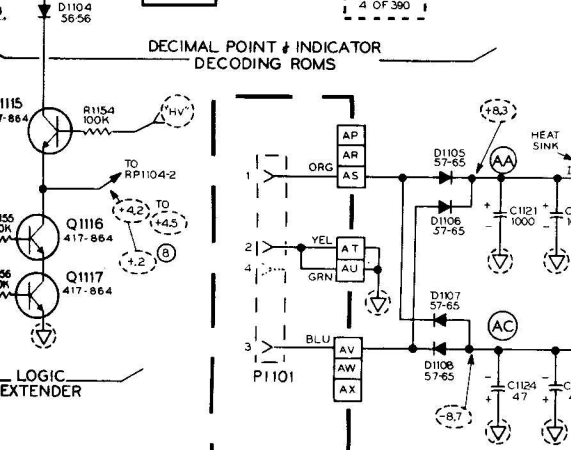 D1104
56-56
4 OF 390
DECIMAL POINT & INDICATOR
DECODING ROMS
1115
7-864
R1154
100K
"HV"
TO
RP1104-2
+4.2 TO
+4.5
+.2
8
Q1116
417-864
Q1117
417-864
LOGIC
EXTENDER
1
ORG
2
YEL
4
GRN
3
BLU
P1101
AP
AR
AS
AT
AU
AV
AW
AX
D1105
57-65
D1106
57-65
D1107
57-65
D1108
57-65
+8.3
-8.7
AA
AC
HEAT
SINK
+
-
C1121
1000
+
-
-
+
C1124
47
-
+